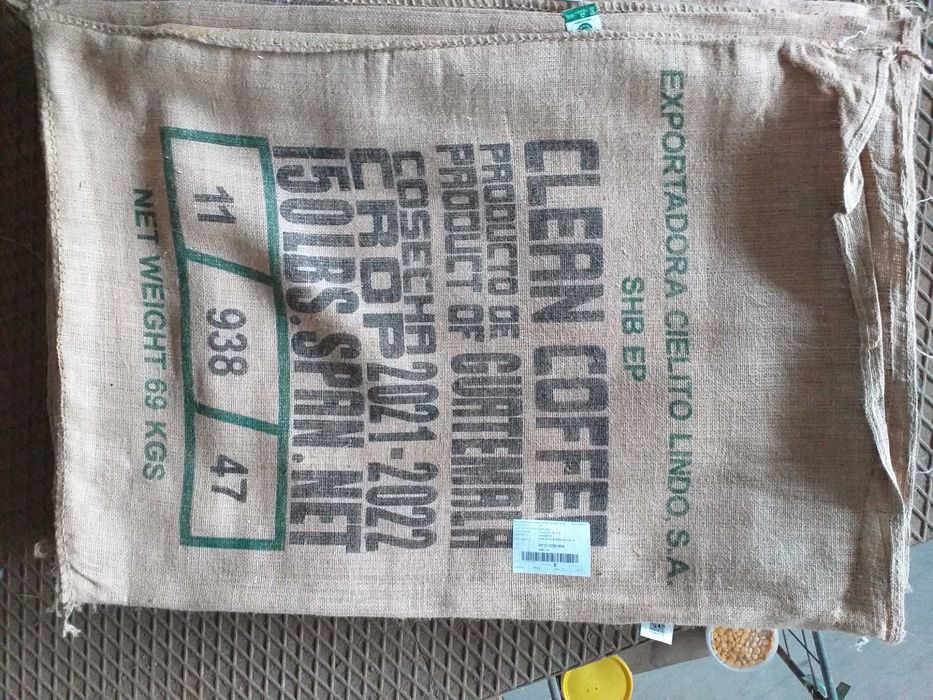 EXPORTADORA CIELITO LINDO, S.A.
SHB EP
CLEAN COFFEE
PRODUCTO DE
PRODUCT OF
GUATEMALA
COSECHA
CROP
2021-2022
150LBS.SPAN.NET
11 / 938 / 47
NET WEIGHT 69 KGS